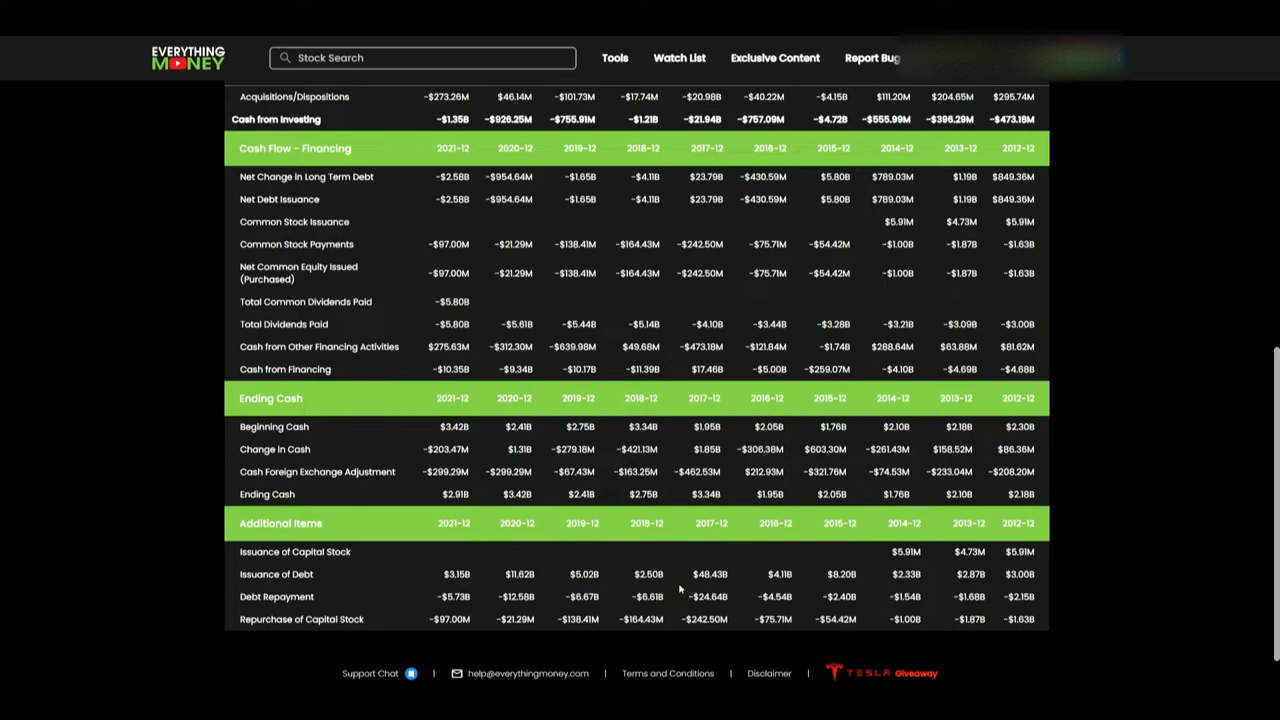 EVERYTHING
MONEY
Stock Search
Tools
Watch List
Exclusive Content
Report Bug
Acquisitions/Dispositions -$273.26M $46.14M -$101.73M -$17.74M -$20.98B -$40.22M -$4.15B $111.20M $204.65M $295.74M
Cash from Investing -$1.35B -$926.25M -$755.91M -$1.21B -$21.94B -$757.09M -$4.72B -$555.99M -$396.29M -$473.18M
Cash Flow - Financing 2021-12 2020-12 2019-12 2018-12 2017-12 2016-12 2015-12 2014-12 2013-12 2012-12
Net Change in Long Term Debt -$2.58B -$954.64M -$1.65B -$4.11B $23.79B -$430.59M $5.80B $789.03M $1.19B $849.36M
Net Debt Issuance -$2.58B -$954.64M -$1.65B -$4.11B $23.79B -$430.59M $5.80B $789.03M $1.19B $849.36M
Common Stock Issuance $5.91M $4.73M $5.91M
Common Stock Payments -$97.00M -$21.29M -$138.41M -$164.43M -$242.50M -$75.71M -$54.42M -$1.00B -$1.87B -$1.63B
Net Common Equity Issued
(Purchased) -$97.00M -$21.29M -$138.41M -$164.43M -$242.50M -$75.71M -$54.42M -$1.00B -$1.87B -$1.63B
Total Common Dividends Paid -$5.80B
Total Dividends Paid -$5.80B -$5.61B -$5.44B -$5.14B -$4.10B -$3.44B -$3.28B -$3.21B -$3.09B -$3.00B
Cash from Other Financing Activities $275.63M -$312.30M -$639.98M $49.68M -$473.18M -$121.84M -$1.74B $288.64M $63.88M $81.62M
Cash from Financing -$10.35B -$9.34B -$10.17B -$11.39B $17.46B -$5.00B -$259.07M -$4.10B -$4.69B -$4.68B
Ending Cash 2021-12 2020-12 2019-12 2018-12 2017-12 2016-12 2015-12 2014-12 2013-12 2012-12
Beginning Cash $3.42B $2.41B $2.75B $3.34B $1.95B $2.05B $1.76B $2.10B $2.18B $2.30B
Change in Cash -$203.47M $1.31B -$279.18M -$421.13M $1.85B -$306.38M $603.30M -$261.43M $158.52M $86.36M
Cash Foreign Exchange Adjustment -$299.29M -$299.29M -$67.43M -$163.25M -$462.53M $212.93M -$321.76M -$74.53M -$233.04M -$208.20M
Ending Cash $2.91B $3.42B $2.41B $2.75B $3.34B $1.95B $2.05B $1.76B $2.10B $2.18B
Additional Items 2021-12 2020-12 2019-12 2018-12 2017-12 2016-12 2015-12 2014-12 2013-12 2012-12
Issuance of Capital Stock $5.91M $4.73M $5.91M
Issuance of Debt $3.15B $11.62B $5.02B $2.50B $48.43B $4.11B $8.20B $2.33B $2.87B $3.00B
Debt Repayment -$5.73B -$12.58B -$6.67B -$6.61B -$24.64B -$4.54B -$2.40B -$1.54B -$1.68B -$2.15B
Repurchase of Capital Stock -$97.00M -$21.29M -$138.41M -$164.43M -$242.50M -$75.71M -$54.42M -$1.00B -$1.87B -$1.63B
Support Chat | help@everythingmoney.com | Terms and Conditions | Disclaimer | TESLA Giveaway